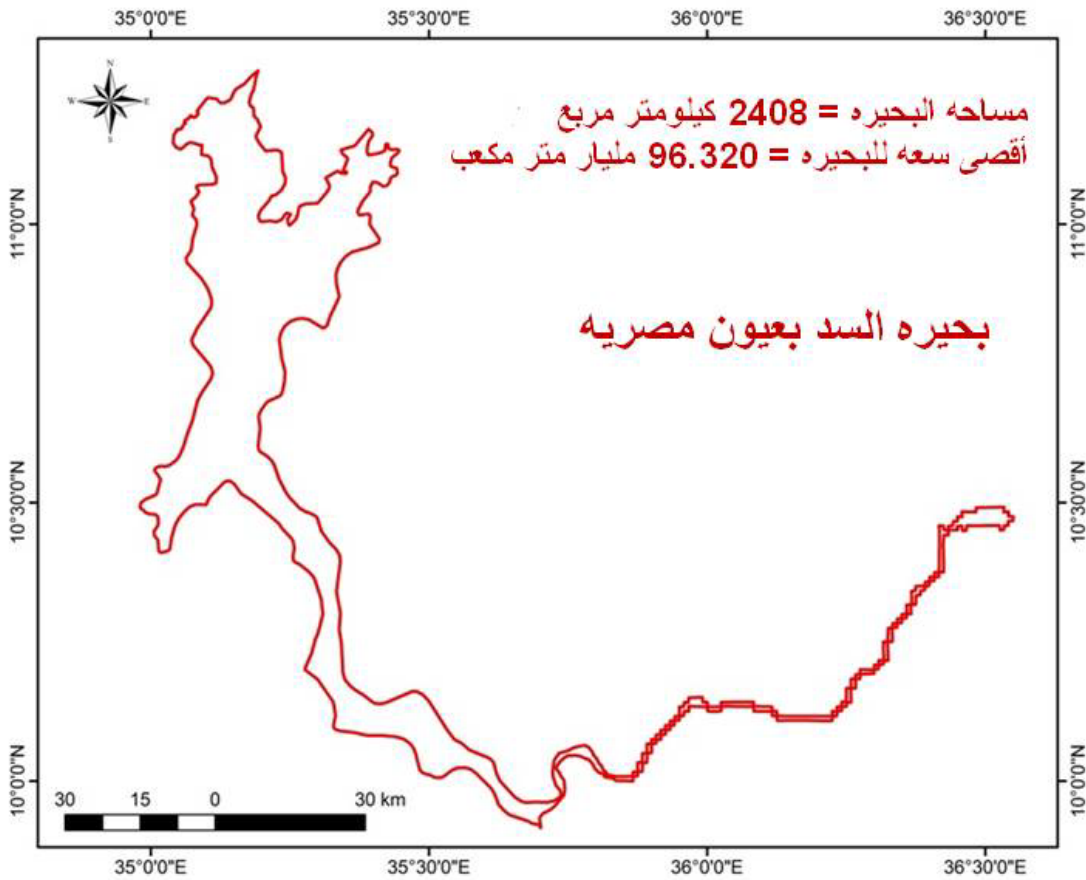 35°0'0"E 35°30'0"E 36°0'0"E 36°30'0"E
N
W E
S
مساحه البحيره = 2408 كيلومتر مربع
أقصى سعه للبحيره = 96.320 مليار متر مكعب
11°0'0"N 11°0'0"N
بحيره السد بعيون مصريه
10°30'0"N 10°30'0"N
10°0'0"N 10°0'0"N
30 15 0 30 km
35°0'0"E 35°30'0"E 36°0'0"E 36°30'0"E